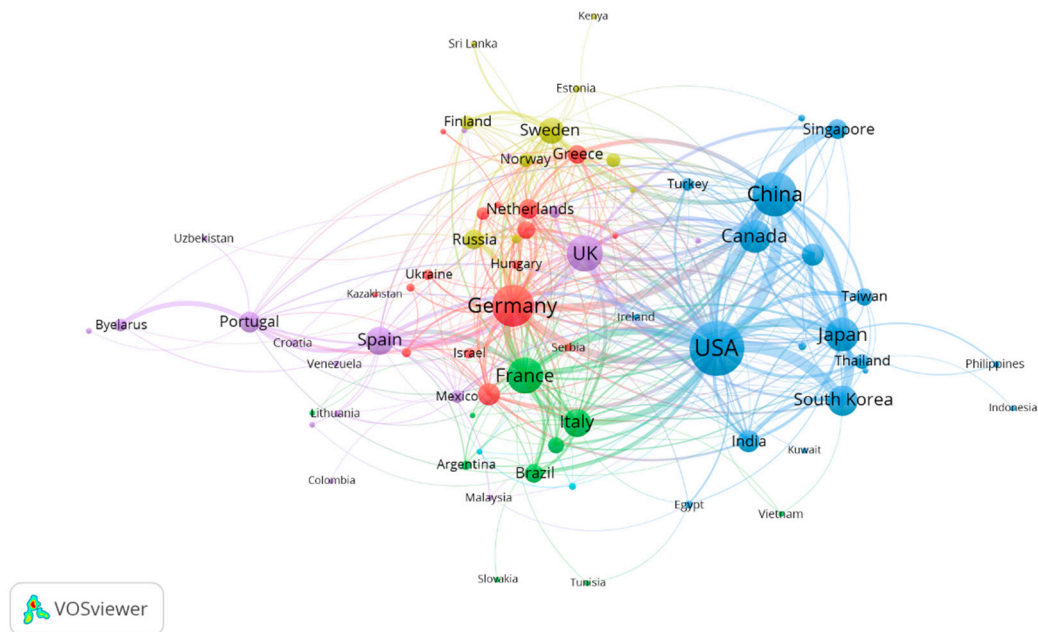 Kenya
Sri Lanka
Estonia
Finland
Sweden
Singapore
Norway
Greece
Turkey
China
Netherlands
Uzbekistan
Russia
Canada
UK
Hungary
Ukraine
Kazakhstan
Taiwan
Germany
Byelarus
Portugal
Ireland
Croatia
Spain
Japan
USA
Israel
Serbia
Venezuela
Thailand
Philippines
France
Mexico
South Korea
Indonesia
Lithuania
Italy
India
Kuwait
Argentina
Brazil
Colombia
Malaysia
Egypt
Vietnam
Slovakia
Tunisia
VOSviewer